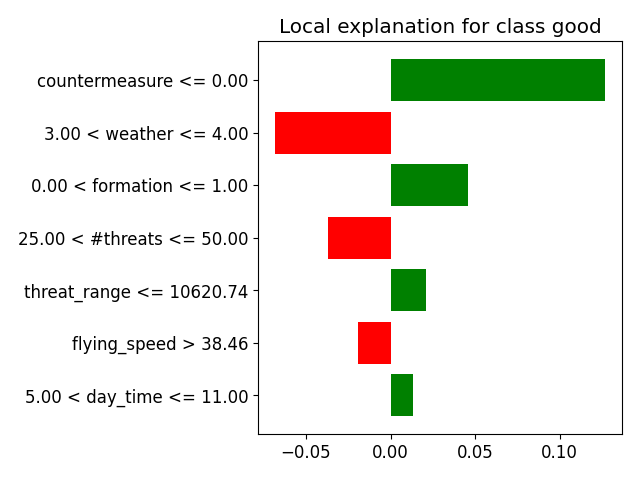 Local explanation for class good
countermeasure <= 0.00
3.00 < weather <= 4.00
0.00 < formation <= 1.00
25.00 < #threats <= 50.00
threat_range <= 10620.74
flying_speed > 38.46
5.00 < day_time <= 11.00
−0.05 0.00 0.05 0.10